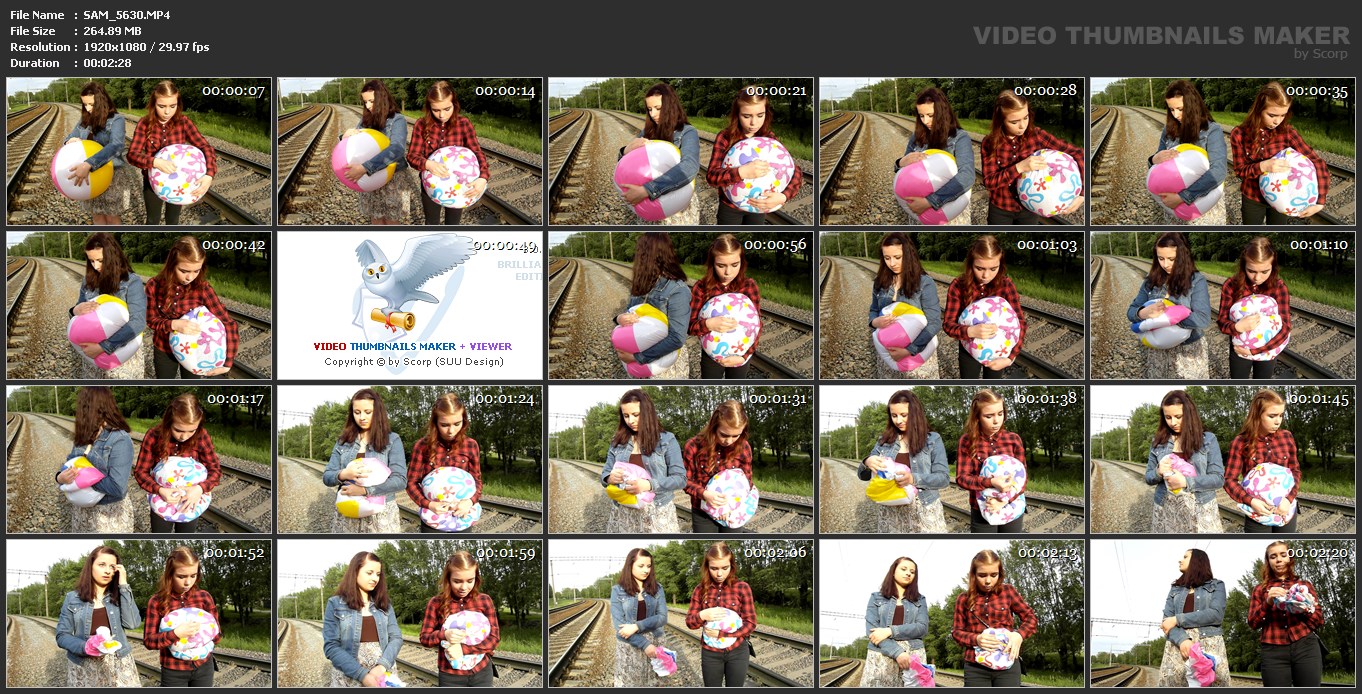 File Name : SAM_5630.MP4
File Size : 264.89 MB
Resolution : 1920x1080 / 29.97 fps
Duration : 00:02:28
VIDEO THUMBNAILS MAKER
by Scorp
00:00:07
00:00:14
00:00:21
00:00:28
00:00:35
00:00:42
00:00:49
BRILLIA
EDIT
VIDEO THUMBNAILS MAKER + VIEWER
Copyright © by Scorp (SUU Design)
00:00:56
00:01:03
00:01:10
00:01:17
00:01:24
00:01:31
00:01:38
00:01:45
00:01:52
00:01:59
00:02:06
00:02:13
00:02:20